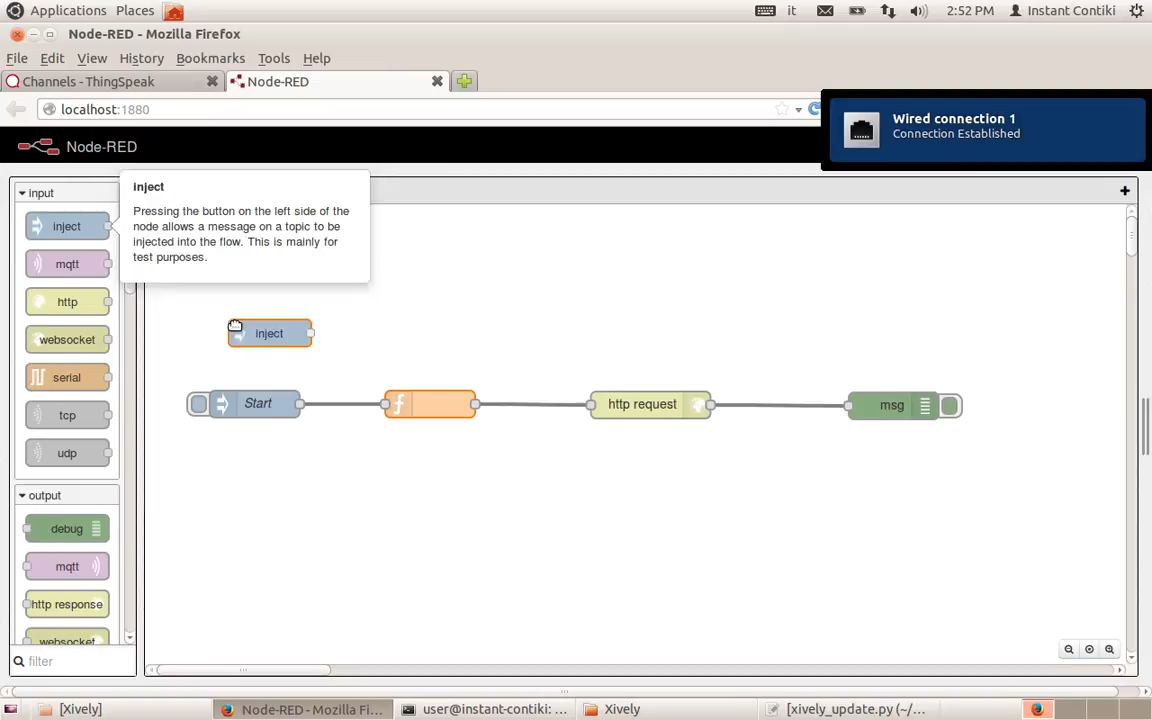 Applications Places it 2:52 PM Instant Contiki
Node-RED - Mozilla Firefox
File Edit View History Bookmarks Tools Help
Channels - ThingSpeak Node-RED
localhost:1880
Wired connection 1
Connection Established
Node-RED
input
inject
Pressing the button on the left side of the
node allows a message on a topic to be
injected into the flow. This is mainly for
test purposes.
inject
mqtt
http
websocket
serial
tcp
udp
output
debug
mqtt
http response
websocket
filter
inject
Start
http request
msg
[Xively] Node-RED - Mozilla Fi... user@instant-contiki: ... Xively [xively_update.py (~/...